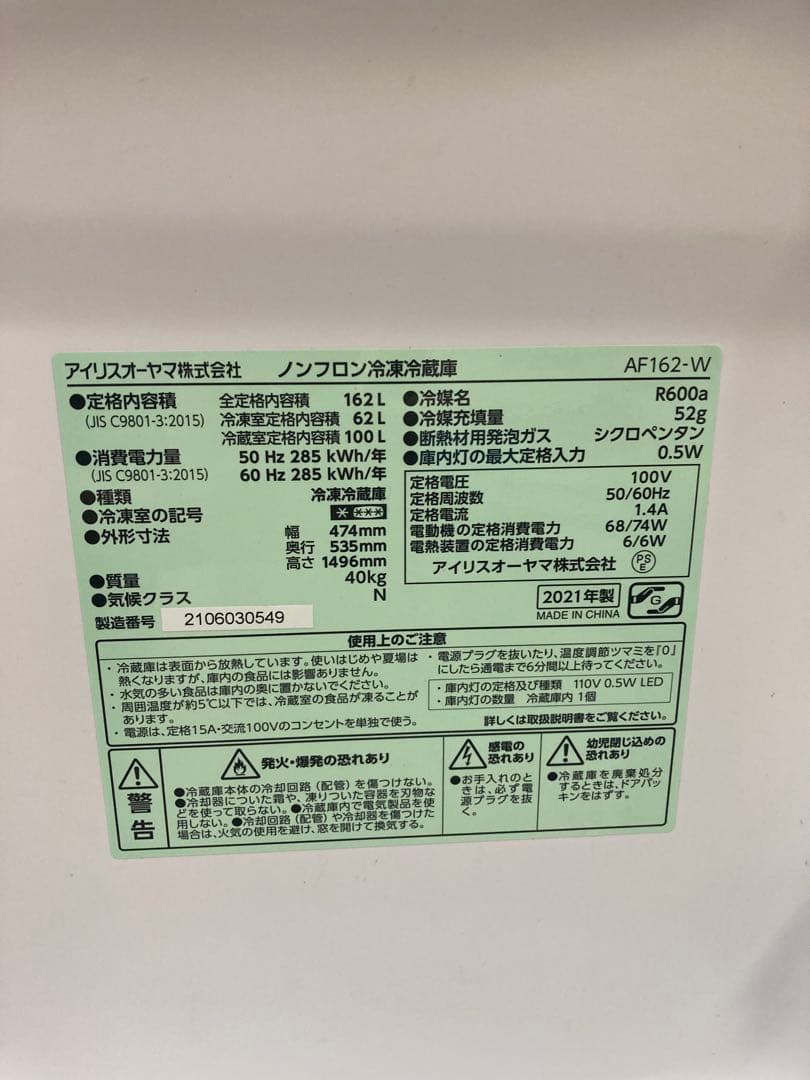 アイリスオーヤマ株式会社 ノンフロン冷凍冷蔵庫 AF162-W
●定格内容積 全定格内容積 162 L
(JIS C9801-3:2015) 冷凍室定格内容積 62 L
冷蔵室定格内容積 100 L
●消費電力量 50 Hz 285 kWh/年
(JIS C9801-3:2015) 60 Hz 285 kWh/年
●種類 冷凍冷蔵庫
●冷凍室の記号
●外形寸法 幅 474mm
奥行 535mm
高さ 1496mm
●質量 40kg
●気候クラス N
製造番号 2106030549
●冷媒名 R600a
●冷媒充填量 52g
●断熱材用発泡ガス シクロペンタン
●庫内灯の最大定格入力 0.5W
定格電圧 100V
定格周波数 50/60Hz
定格電流 1.4A
電動機の定格消費電力 68/74W
電熱装置の定格消費電力 6/6W
アイリスオーヤマ株式会社 PS E
2021年製
MADE IN CHINA
G
使用上のご注意
・冷蔵庫は表面から放熱しています。使いはじめや夏場は
熱くなりますが、庫内の食品には影響ありません。
・水気の多い食品は庫内の奥に置かないでください。
・周囲温度が約5℃以下では、冷蔵室の食品が凍ることが
あります。
・電源は、定格15A・交流100Vのコンセントを単独で使う。
・電源プラグを抜いたり、温度調節ツマミを「0」
にしたら通電まで6分間以上待ってください。
・庫内灯の定格及び種類 110V 0.5W LED
・庫内灯の数量 冷蔵庫内 1個
詳しくは取扱説明書をご覧ください。
警告
発火・爆発の恐れあり
●冷蔵庫本体の冷却回路(配管)を傷つけない。
●冷却器についた霜や、凍りついた容器を刃物な
どを使って取らない。●冷蔵庫内で電気製品を使
用しない。●冷却回路(配管)や冷却器を傷つけた
場合は、火気の使用を避け、窓を開けて換気する。
感電の
恐れあり
●お手入れのと
きは、必ず電
源プラグを抜
く。
幼児閉じ込めの
恐れあり
●冷蔵庫を廃棄処分
するときは、ドアパッ
キンをはずす。